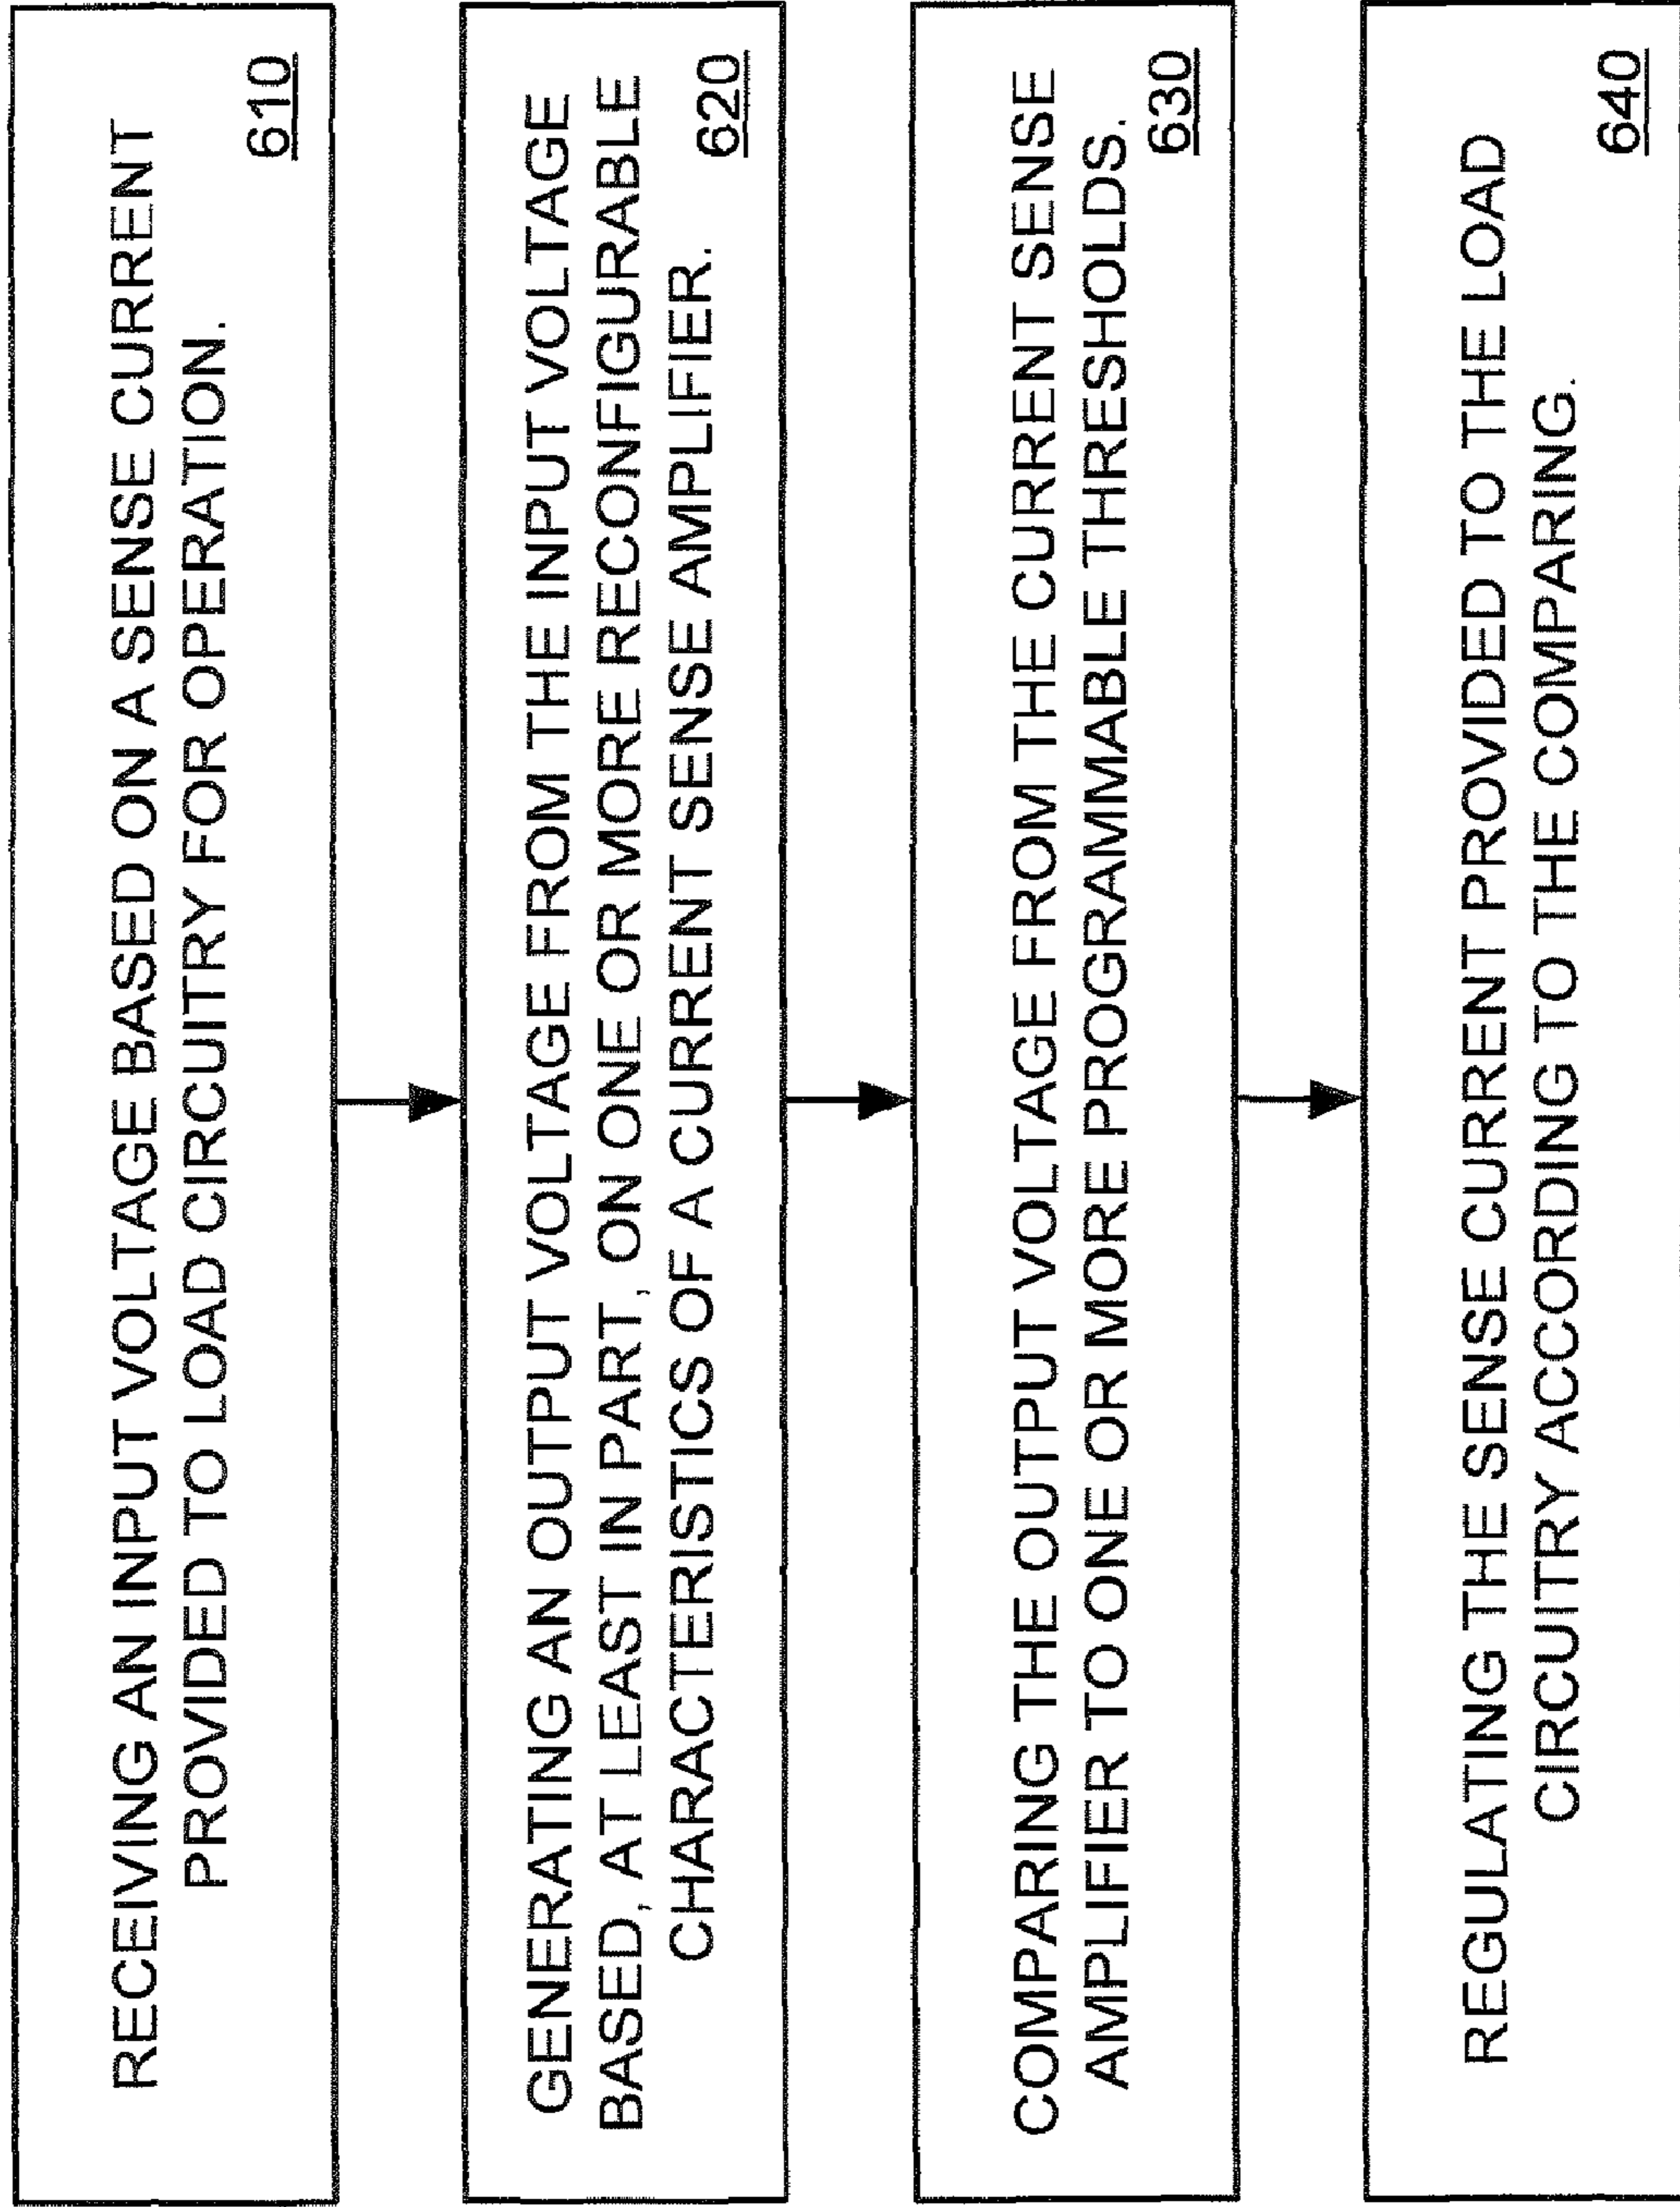 RECEIVING AN INPUT VOLTAGE BASED ON A SENSE CURRENT
PROVIDED TO LOAD CIRCUITRY FOR OPERATION.
610
GENERATING AN OUTPUT VOLTAGE FROM THE INPUT VOLTAGE
BASED, AT LEAST IN PART, ON ONE OR MORE RECONFIGURABLE
CHARACTERISTICS OF A CURRENT SENSE AMPLIFIER.
620
COMPARING THE OUTPUT VOLTAGE FROM THE CURRENT SENSE
AMPLIFIER TO ONE OR MORE PROGRAMMABLE THRESHOLDS.
630
REGULATING THE SENSE CURRENT PROVIDED TO THE LOAD
CIRCUITRY ACCORDING TO THE COMPARING.
640